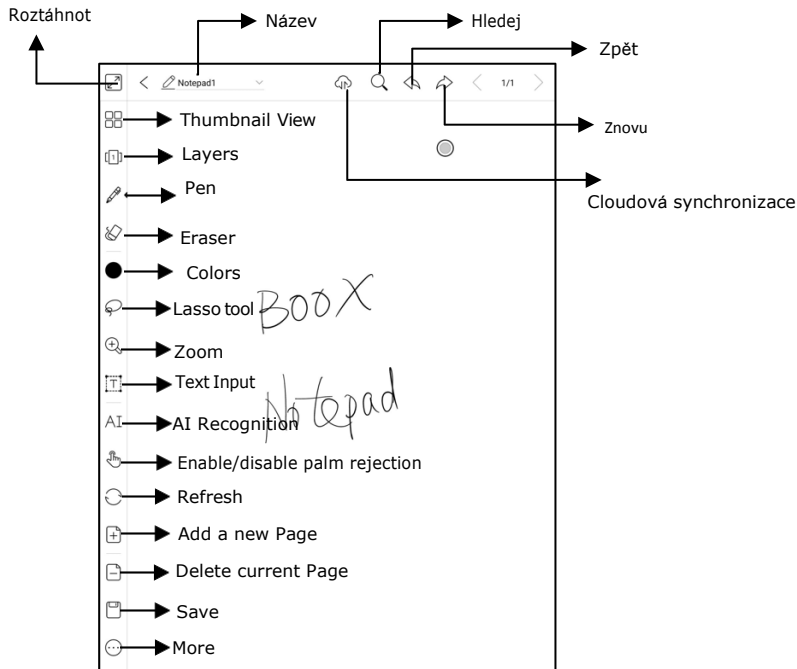 Roztáhnot
Název
Hledej
Zpět
Notepad1
1/1
Znovu
Cloudová synchronizace
Thumbnail View
1
Layers
Pen
Eraser
Colors
Lasso tool
BOOX
Zoom
T
Text Input
Notepad
AI
AI Recognition
Enable/disable palm rejection
Refresh
Add a new Page
Delete current Page
Save
More